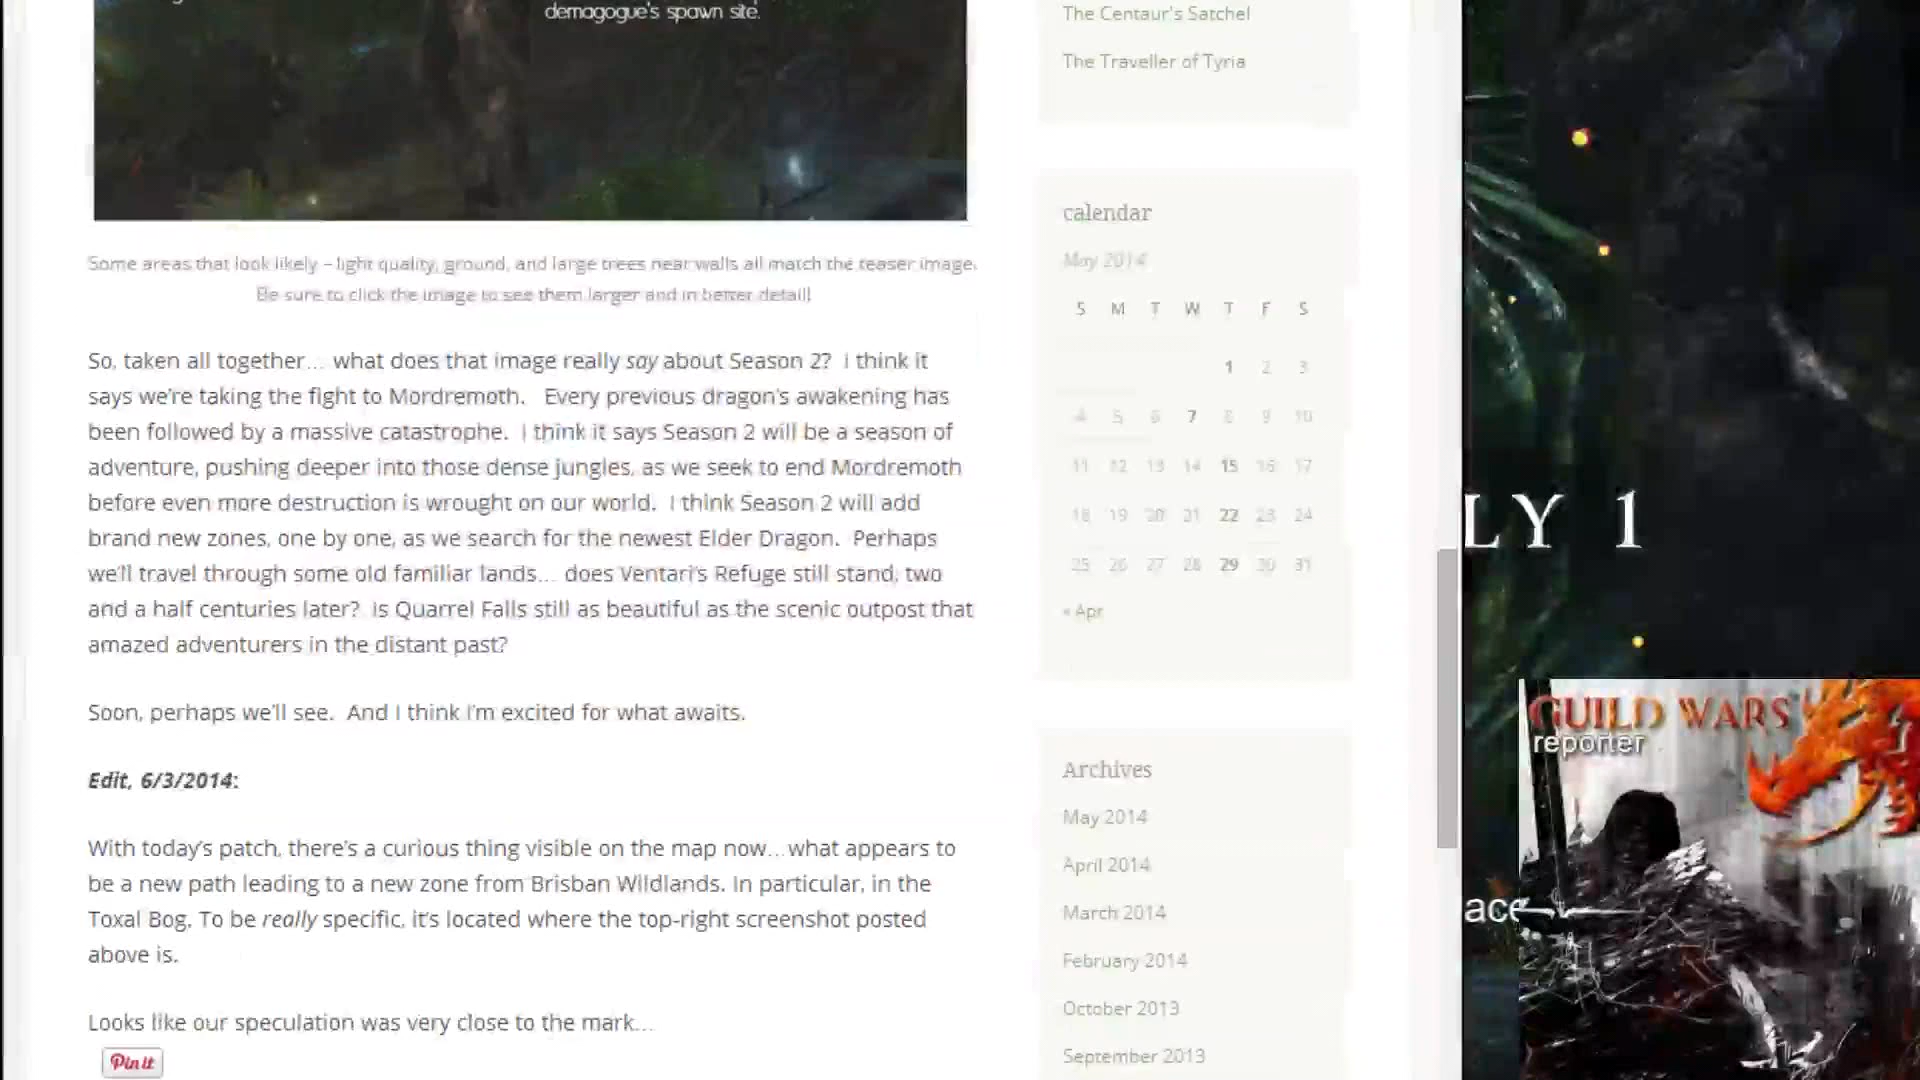 demagogue's spawn site.
Some areas that look likely – light quality, ground, and large trees near walls all match the teaser image.
Be sure to click the image to see them larger and in better detail!
So, taken all together… what does that image really say about Season 2?  I think it
says we're taking the fight to Mordremoth.   Every previous dragon's awakening has
been followed by a massive catastrophe.  I think it says Season 2 will be a season of
adventure, pushing deeper into those dense jungles, as we seek to end Mordremoth
before even more destruction is wrought on our world.  I think Season 2 will add
brand new zones, one by one, as we search for the newest Elder Dragon.  Perhaps
we'll travel through some old familiar lands… does Ventari's Refuge still stand, two
and a half centuries later?  Is Quarrel Falls still as beautiful as the scenic outpost that
amazed adventurers in the distant past?
Soon, perhaps we'll see.  And I think I'm excited for what awaits.
Edit, 6/3/2014:
With today's patch, there's a curious thing visible on the map now…what appears to
be a new path leading to a new zone from Brisban Wildlands. In particular, in the
Toxal Bog. To be really specific, it's located where the top-right screenshot posted
above is.
Looks like our speculation was very close to the mark…
Pin it
The Centaur's Satchel
The Traveller of Tyria
calendar
May 2014
S M T W T F S
1 2 3
4 5 6 7 8 9 10
11 12 13 14 15 16 17
18 19 20 21 22 23 24
25 26 27 28 29 30 31
« Apr
Archives
May 2014
April 2014
March 2014
February 2014
October 2013
September 2013
LY 1
GUILD WARS
reporter
ace